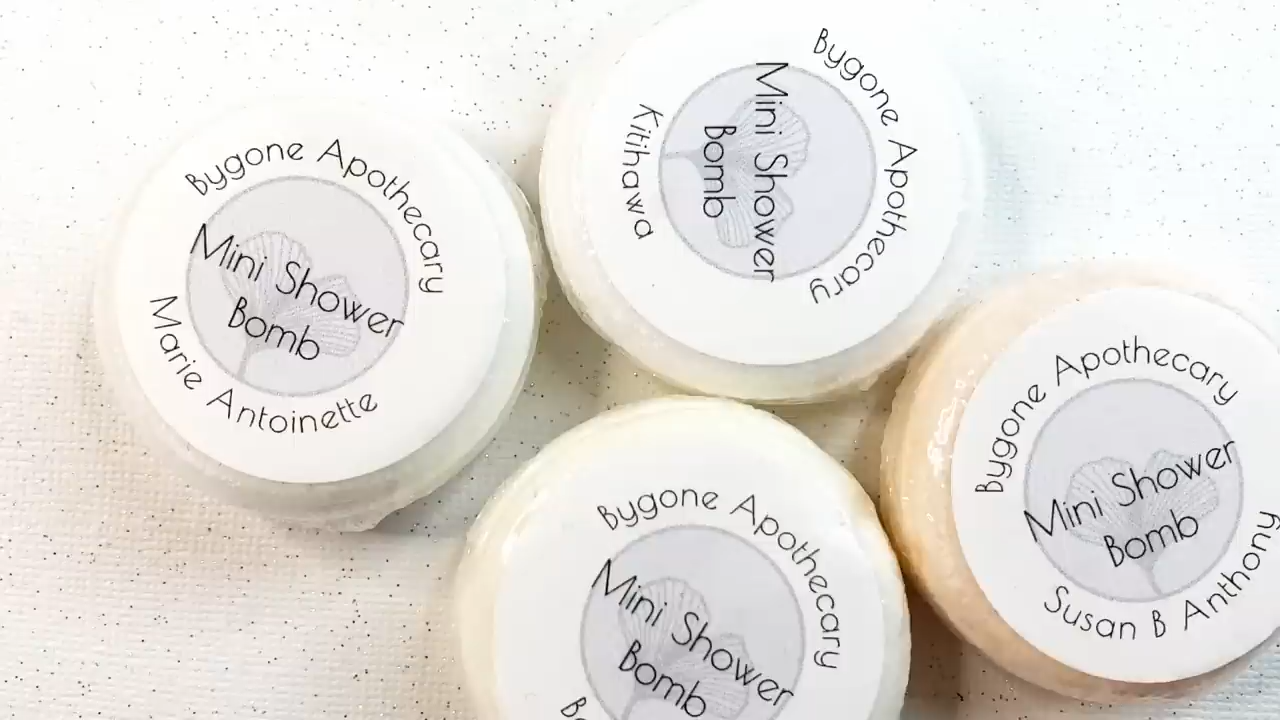 Bygone Apothecary
Mini Shower
Bomb
Marie Antoinette
Bygone Apothecary
Mini Shower
Bomb
Kitihawa
Bygone Apothecary
Mini Shower
Bomb
Bygone Apothecary
Mini Shower
Bomb
Susan B Anthony